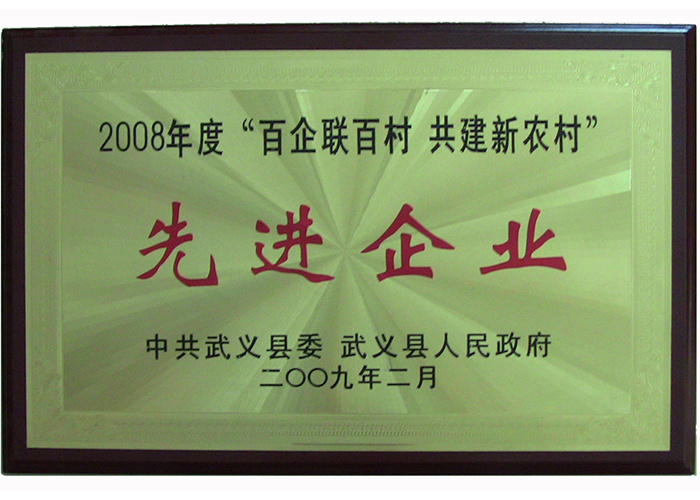 2008年度“百企联百村 共建新农村”
先进企业
中共武义县委 武义县人民政府
二〇〇九年二月